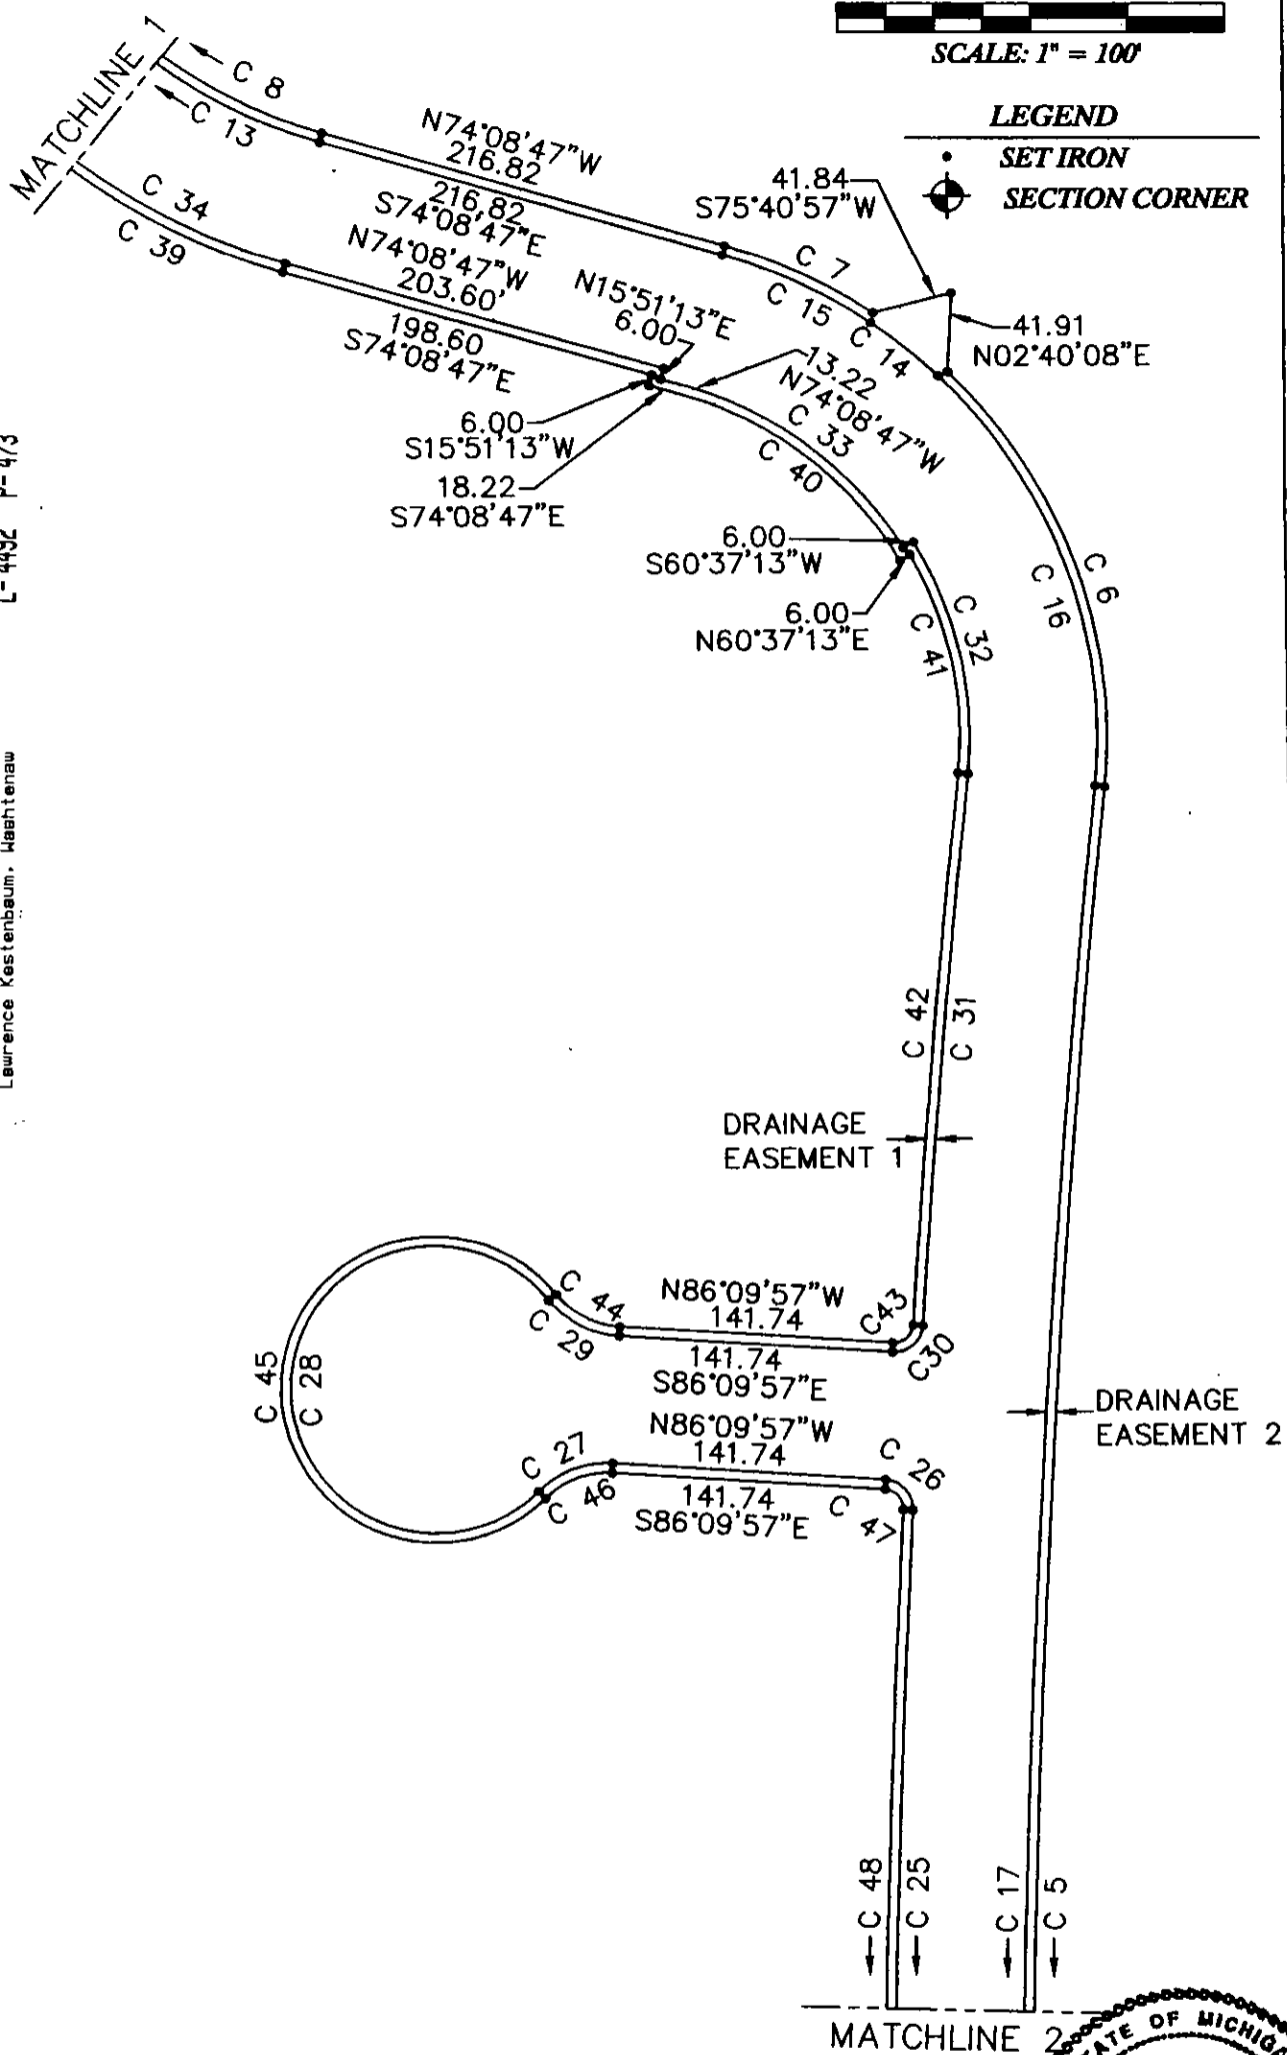 SCALE: 1" = 100'
LEGEND
SET IRON
SECTION CORNER
MATCHLINE 1
C 8
C 13
N74°08'47"W
216.82
216.82
S74°08'47"E
C 34
C 39
N74°08'47"W
203.60'
198.60
S74°08'47"E
N15°51'13"E
6.00
41.84
S75°40'57"W
C 7
C 15
C 14
41.91
N02°40'08"E
13.22
N74°08'47"W
C 33
C 40
6.00
S15°51'13"W
18.22
S74°08'47"E
6.00
S60°37'13"W
6.00
N60°37'13"E
C 32
C 41
C 6
C 16
L- 4492 P- 473
Lawrence Kestenbaum, Washtenaw
C 42
C 31
DRAINAGE
EASEMENT 1
C 44
C 29
N86°09'57"W
141.74
141.74
S86°09'57"E
C43
C30
C 45
C 28
DRAINAGE
EASEMENT 2
C 27
C 46
N86°09'57"W
141.74
141.74
S86°09'57"E
C 26
C 47
C 48
C 25
C 17
C 5
MATCHLINE 2
ATE OF MICHIGA